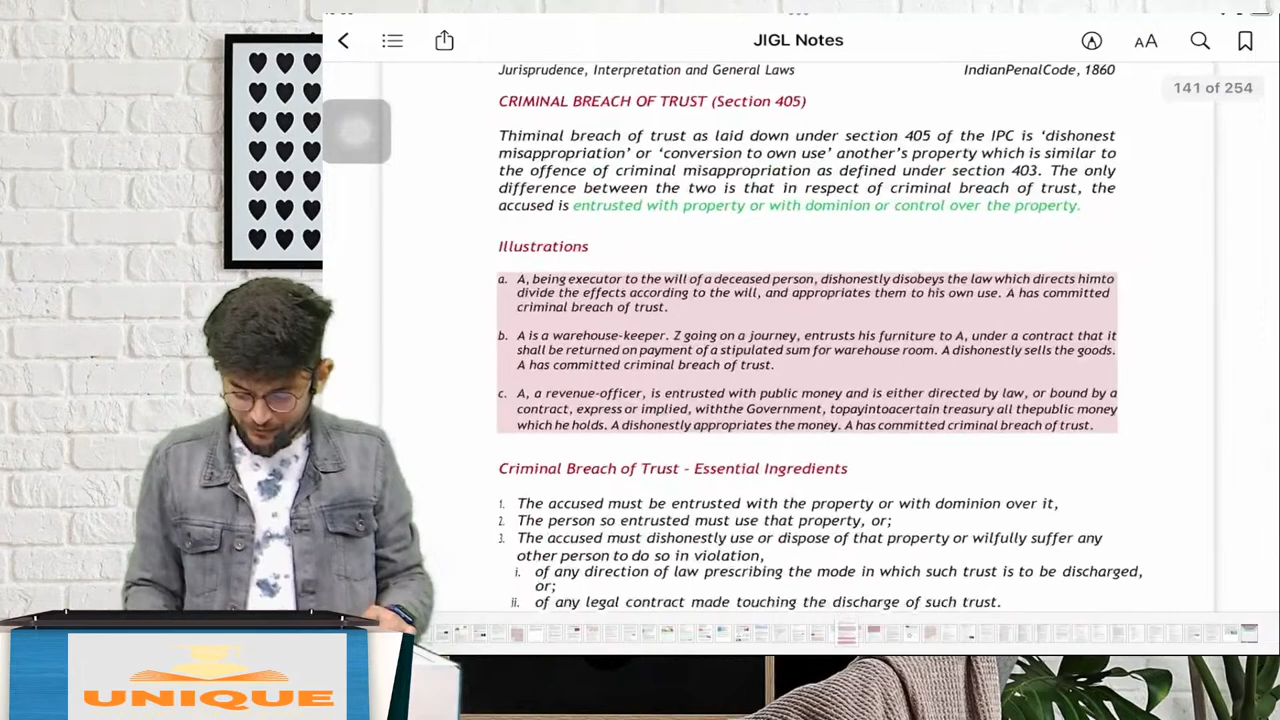 JIGL Notes
AA
141 of 254
Jurisprudence, Interpretation and General Laws IndianPenalCode, 1860
CRIMINAL BREACH OF TRUST (Section 405)
Thiminal breach of trust as laid down under section 405 of the IPC is ‘dishonest
misappropriation’ or ‘conversion to own use’ another’s property which is similar to
the offence of criminal misappropriation as defined under section 403. The only
difference between the two is that in respect of criminal breach of trust, the
accused is entrusted with property or with dominion or control over the property.
Illustrations
a. A, being executor to the will of a deceased person, dishonestly disobeys the law which directs himto
divide the effects according to the will, and appropriates them to his own use. A has committed
criminal breach of trust.
b. A is a warehouse-keeper. Z going on a journey, entrusts his furniture to A, under a contract that it
shall be returned on payment of a stipulated sum for warehouse room. A dishonestly sells the goods.
A has committed criminal breach of trust.
c. A, a revenue-officer, is entrusted with public money and is either directed by law, or bound by a
contract, express or implied, withthe Government, topayintoacertain treasury all thepublic money
which he holds. A dishonestly appropriates the money. A has committed criminal breach of trust.
Criminal Breach of Trust - Essential Ingredients
1. The accused must be entrusted with the property or with dominion over it,
2. The person so entrusted must use that property, or;
3. The accused must dishonestly use or dispose of that property or wilfully suffer any
other person to do so in violation,
i. of any direction of law prescribing the mode in which such trust is to be discharged,
or;
ii. of any legal contract made touching the discharge of such trust.
UNIQUE